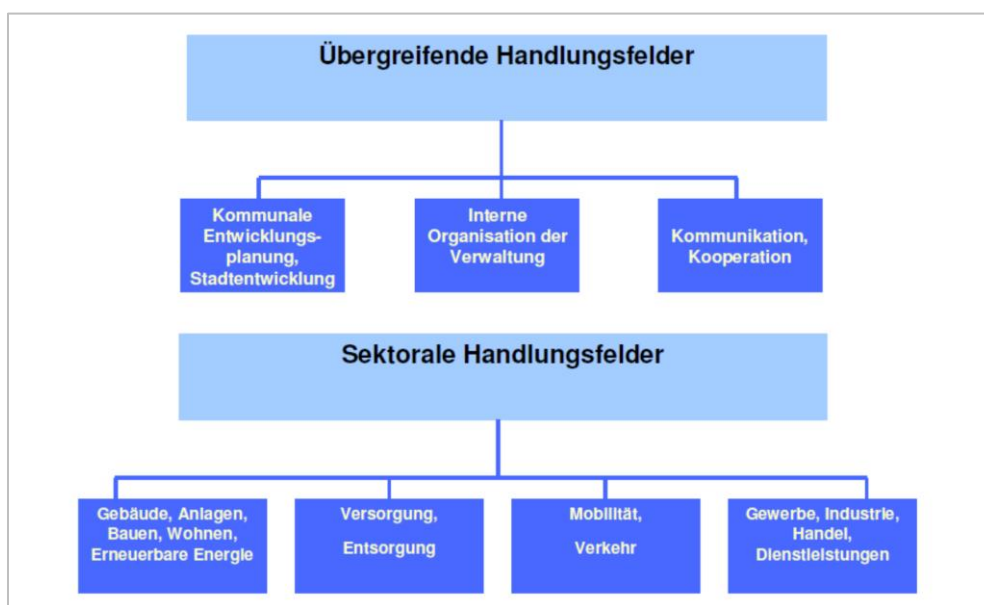 Übergreifende Handlungsfelder
Kommunale
Entwicklungs-
planung,
Stadtentwicklung
Interne
Organisation der
Verwaltung
Kommunikation,
Kooperation
Sektorale Handlungsfelder
Gebäude, Anlagen,
Bauen, Wohnen,
Erneuerbare Energie
Versorgung,
Entsorgung
Mobilität,
Verkehr
Gewerbe, Industrie,
Handel,
Dienstleistungen